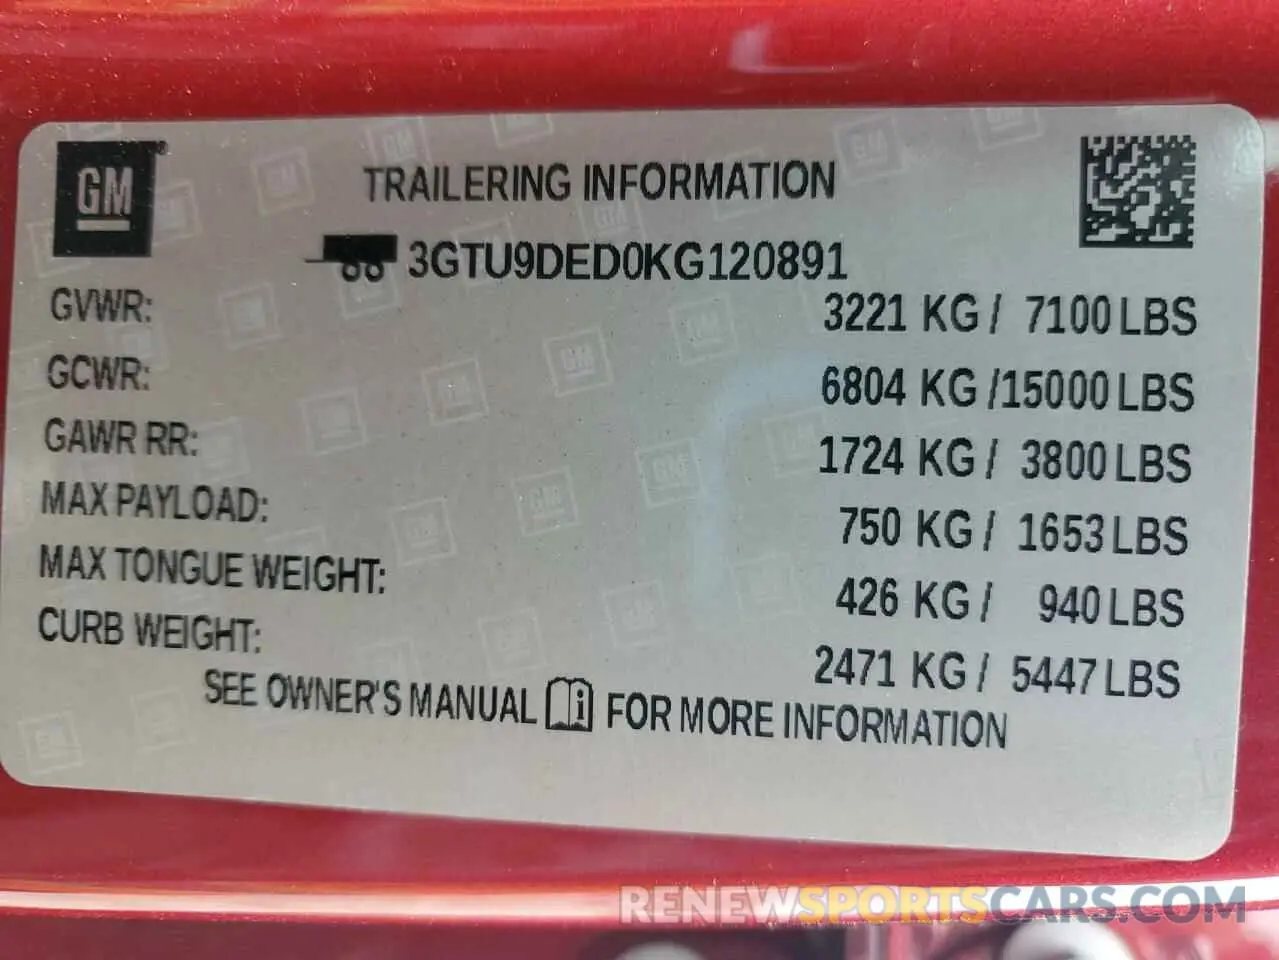 GM
TRAILERING INFORMATION
3GTU9DED0KG120891
GVWR: 3221 KG / 7100 LBS
GCWR: 6804 KG /15000 LBS
GAWR RR: 1724 KG / 3800 LBS
MAX PAYLOAD: 750 KG / 1653 LBS
MAX TONGUE WEIGHT: 426 KG / 940 LBS
CURB WEIGHT: 2471 KG / 5447 LBS
SEE OWNER'S MANUAL i FOR MORE INFORMATION
RENEWSPORTSCARS.COM